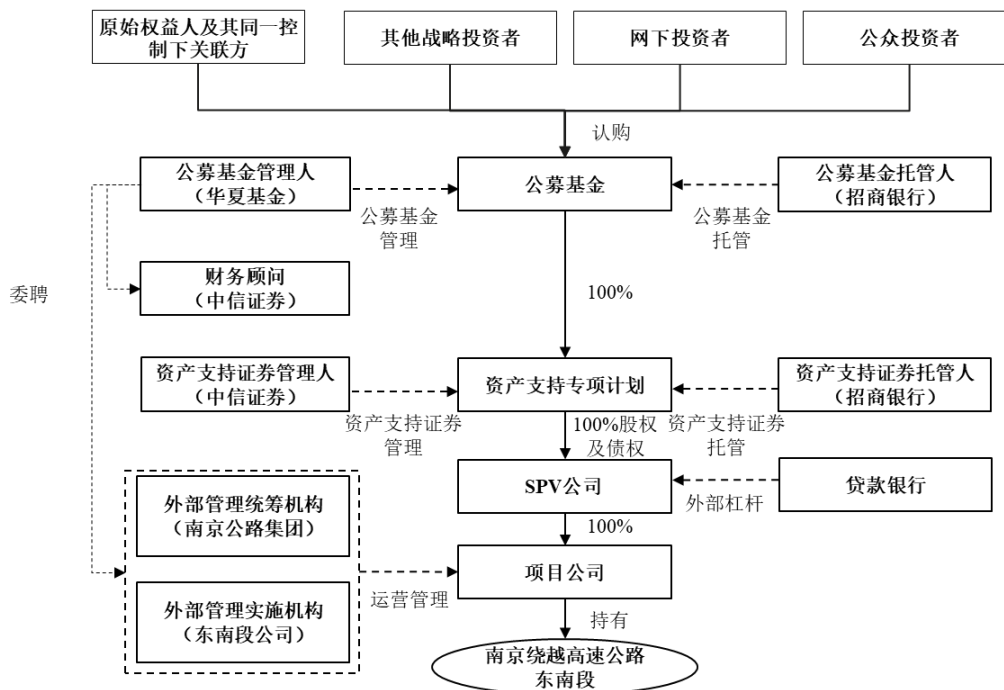 原始权益人及其同一控
制下关联方
其他战略投资者
网下投资者
公众投资者
认购
公募基金管理人
（华夏基金）
公募基金
公募基金托管人
（招商银行）
公募基金
管理
公募基金
托管
委聘
财务顾问
（中信证券）
100%
资产支持证券管理人
（中信证券）
资产支持专项计划
资产支持证券托管人
（招商银行）
资产支持证券
管理
100%股权
及债权
资产支持证券
托管
外部管理统筹机构
（南京公路集团）
SPV公司
外部杠杆
贷款银行
100%
项目公司
运营管理
外部管理实施机构
（东南段公司）
持有
南京绕越高速公路
东南段